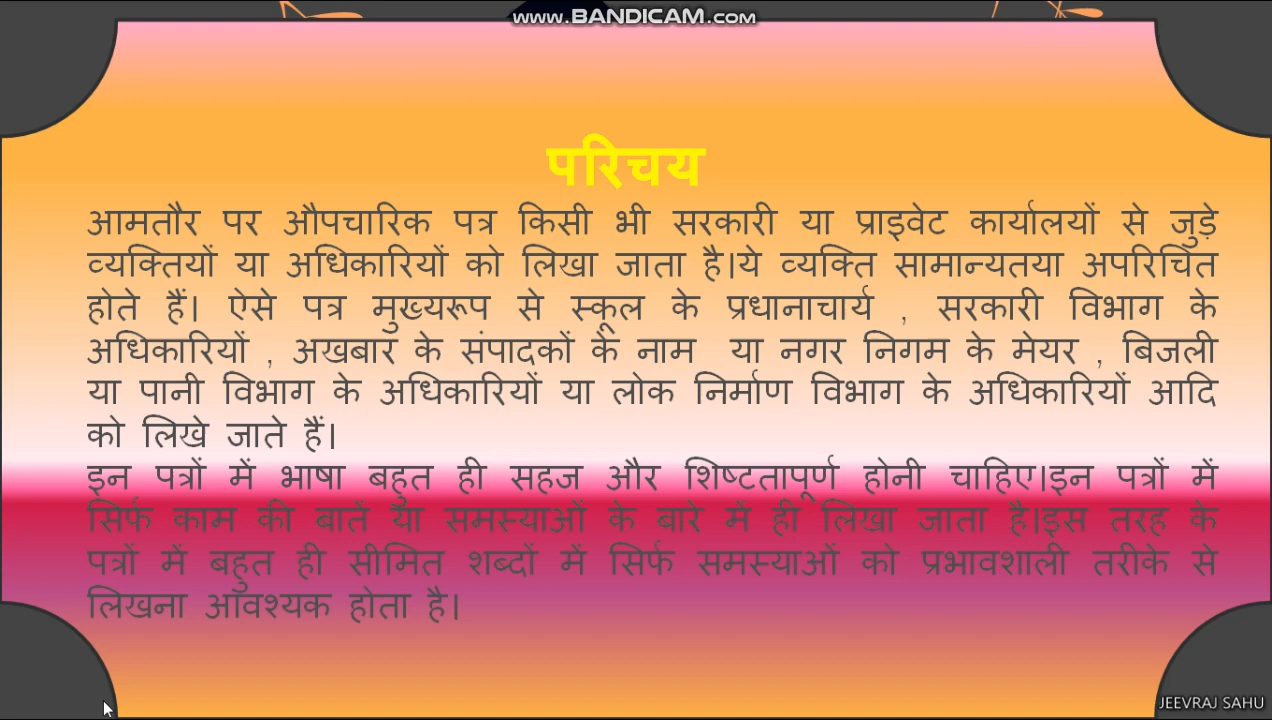 www.BANDICAM.com
परिचय
आमतौर पर औपचारिक पत्र किसी भी सरकारी या प्राइवेट कार्यालयों से जुड़े
व्यक्तियों या अधिकारियों को लिखा जाता है।ये व्यक्ति सामान्यतया अपरिचित
होते हैं। ऐसे पत्र मुख्यरूप से स्कूल के प्रधानाचार्य , सरकारी विभाग के
अधिकारियों , अखबार के संपादकों के नाम या नगर निगम के मेयर , बिजली
या पानी विभाग के अधिकारियों या लोक निर्माण विभाग के अधिकारियों आदि
को लिखे जाते हैं।
इन पत्रों में भाषा बहुत ही सहज और शिष्टतापूर्ण होनी चाहिए।इन पत्रों में
सिर्फ काम की बातें या समस्याओं के बारे में ही लिखा जाता है।इस तरह के
पत्रों में बहुत ही सीमित शब्दों में सिर्फ समस्याओं को प्रभावशाली तरीके से
लिखना आवश्यक होता है।
JEEVRAJ SAHU